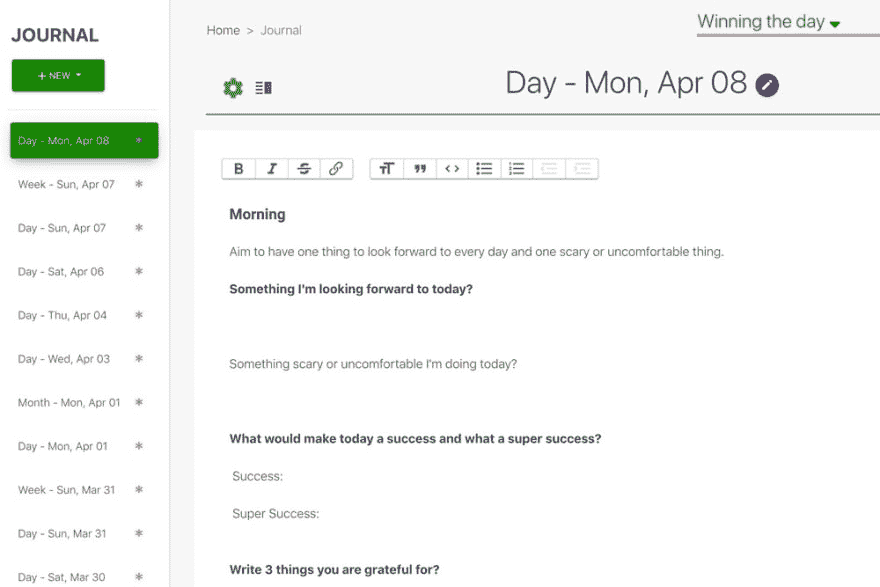 JOURNAL
+ NEW
Day - Mon, Apr 08 *
Week - Sun, Apr 07 *
Day - Sun, Apr 07 *
Day - Sat, Apr 06 *
Day - Thu, Apr 04 *
Day - Wed, Apr 03 *
Month - Mon, Apr 01 *
Day - Mon, Apr 01 *
Week - Sun, Mar 31 *
Day - Sun, Mar 31 *
Day - Sat, Mar 30 *
Home > Journal
Winning the day
Day - Mon, Apr 08
B I S TT " <>
Morning
Aim to have one thing to look forward to every day and one scary or uncomfortable thing.
Something I'm looking forward to today?
Something scary or uncomfortable I'm doing today?
What would make today a success and what a super success?
Success:
Super Success:
Write 3 things you are grateful for?